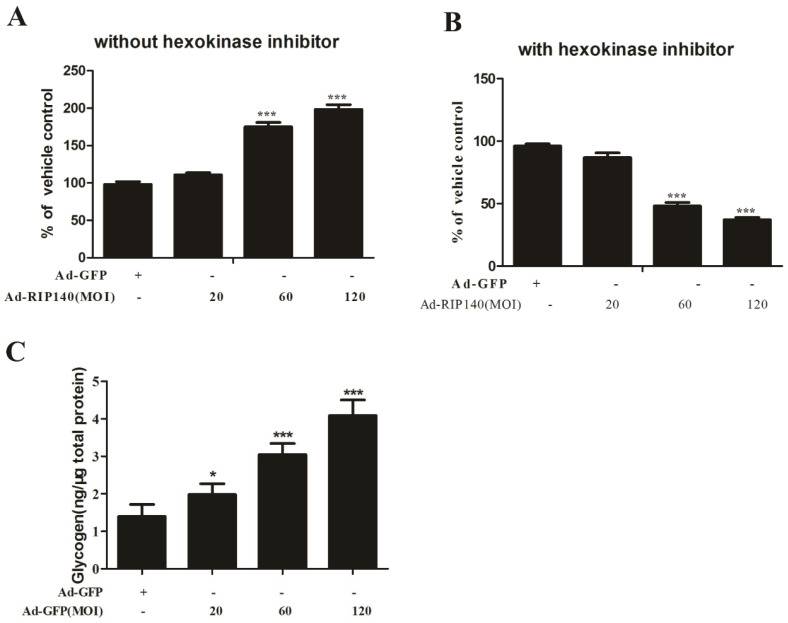 A
without hexokinase inhibitor
% of vehicle control
250
200
150
100
50
0
***
***
Ad-GFP + - - -
Ad-RIP140(MOI) - 20 60 120
B
with hexokinase inhibitor
% of vehicle control
150
100
50
0
***
***
Ad-GFP + - - -
Ad-RIP140(MOI) - 20 60 120
C
Glycogen(ng/μg total protein)
5
4
3
2
1
0
*
***
***
Ad-GFP + - - -
Ad-GFP(MOI) - 20 60 120